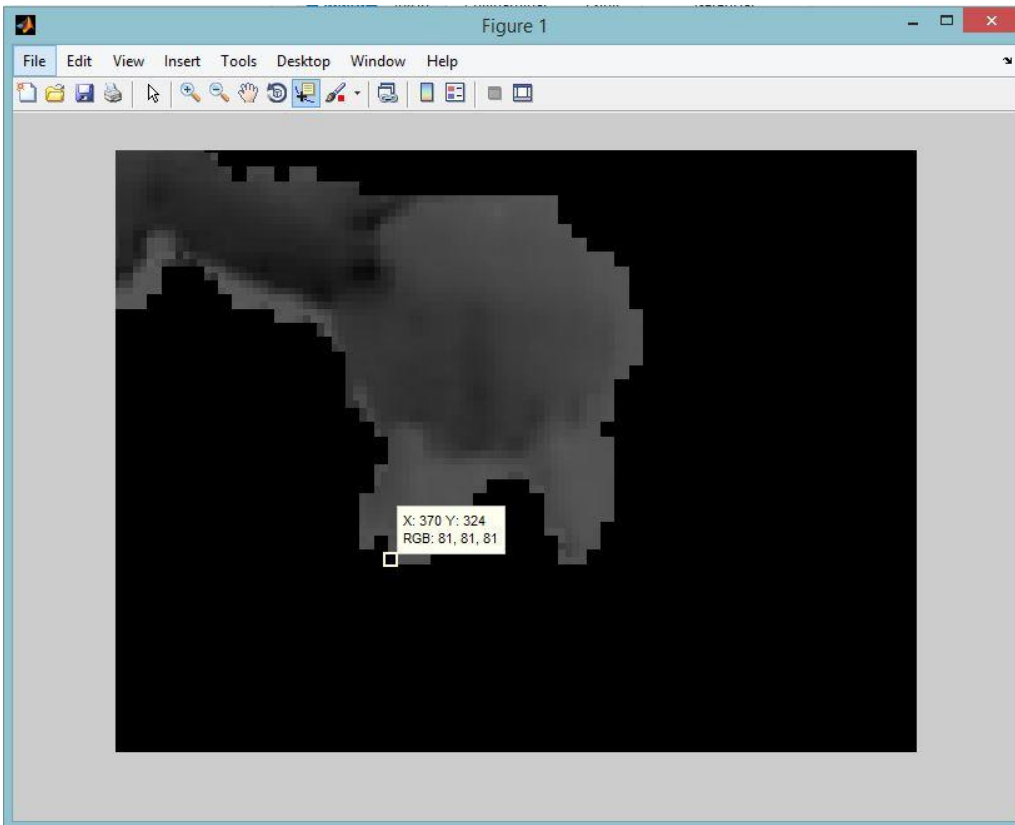 Figure 1
File Edit View Insert Tools Desktop Window Help
X: 370 Y: 324
RGB: 81, 81, 81